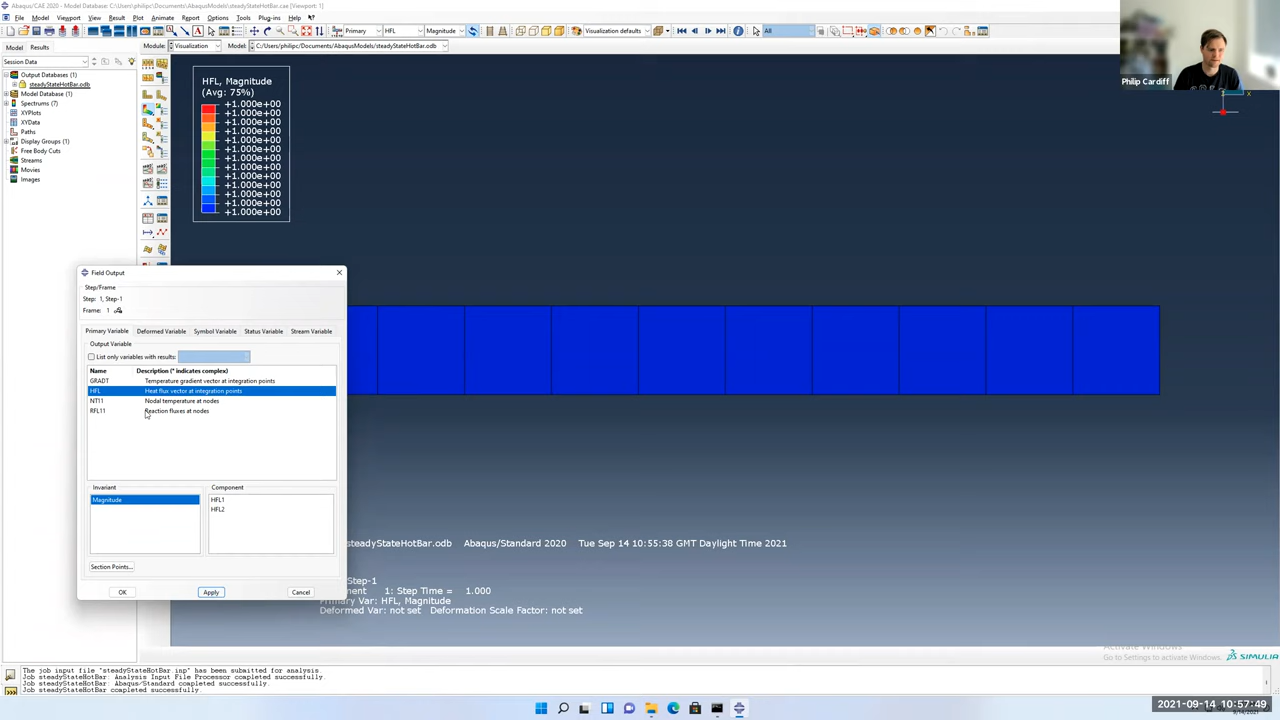 Abaqus/CAE 2020 - Model Database: C:\Users\philipc\Documents\AbaqusModels\steadyStateHotBar.cae [Viewport: 1]
File Model Viewport View Result Plot Animate Report Options Tools Plug-ins Help
Primary HFL Magnitude Visualization defaults All
Model Results Module: Visualization Model: C:/Users/philipc/Documents/AbaqusModels/steadyStateHotBar.odb
Session Data
Output Databases (1)
steadyStateHotBar.odb
Model Database (1)
Spectrums (7)
XYPlots
XYData
Paths
Display Groups (1)
Free Body Cuts
Streams
Movies
Images
HFL, Magnitude
(Avg: 75%)
+1.000e+00
+1.000e+00
+1.000e+00
+1.000e+00
+1.000e+00
+1.000e+00
+1.000e+00
+1.000e+00
+1.000e+00
+1.000e+00
+1.000e+00
+1.000e+00
+1.000e+00
Philip Cardiff
X
Field Output
Step/Frame
Step: 1, Step-1
Frame: 1
Primary Variable Deformed Variable Symbol Variable Status Variable Stream Variable
Output Variable
List only variables with results:
Name Description (* indicates complex)
GRADT Temperature gradient vector at integration points
HFL Heat flux vector at integration points
NT11 Nodal temperature at nodes
RFL11 Reaction fluxes at nodes
Invariant Component
Magnitude HFL1
HFL2
Section Points...
OK Apply Cancel
steadyStateHotBar.odb Abaqus/Standard 2020 Tue Sep 14 10:55:38 GMT Daylight Time 2021
Step-1
1: Step Time = 1.000
Primary Var: HFL, Magnitude
Deformed Var: not set Deformation Scale Factor: not set
Activate Windows
Go to Settings to activate Windows.
SIMULIA
The job input file "steadyStateHotBar.inp" has been submitted for analysis.
Job steadyStateHotBar: Analysis Input File Processor completed successfully.
Job steadyStateHotBar: Abaqus/Standard completed successfully.
Job steadyStateHotBar completed successfully.
2021-09-14 10:57:49
9/14/2021